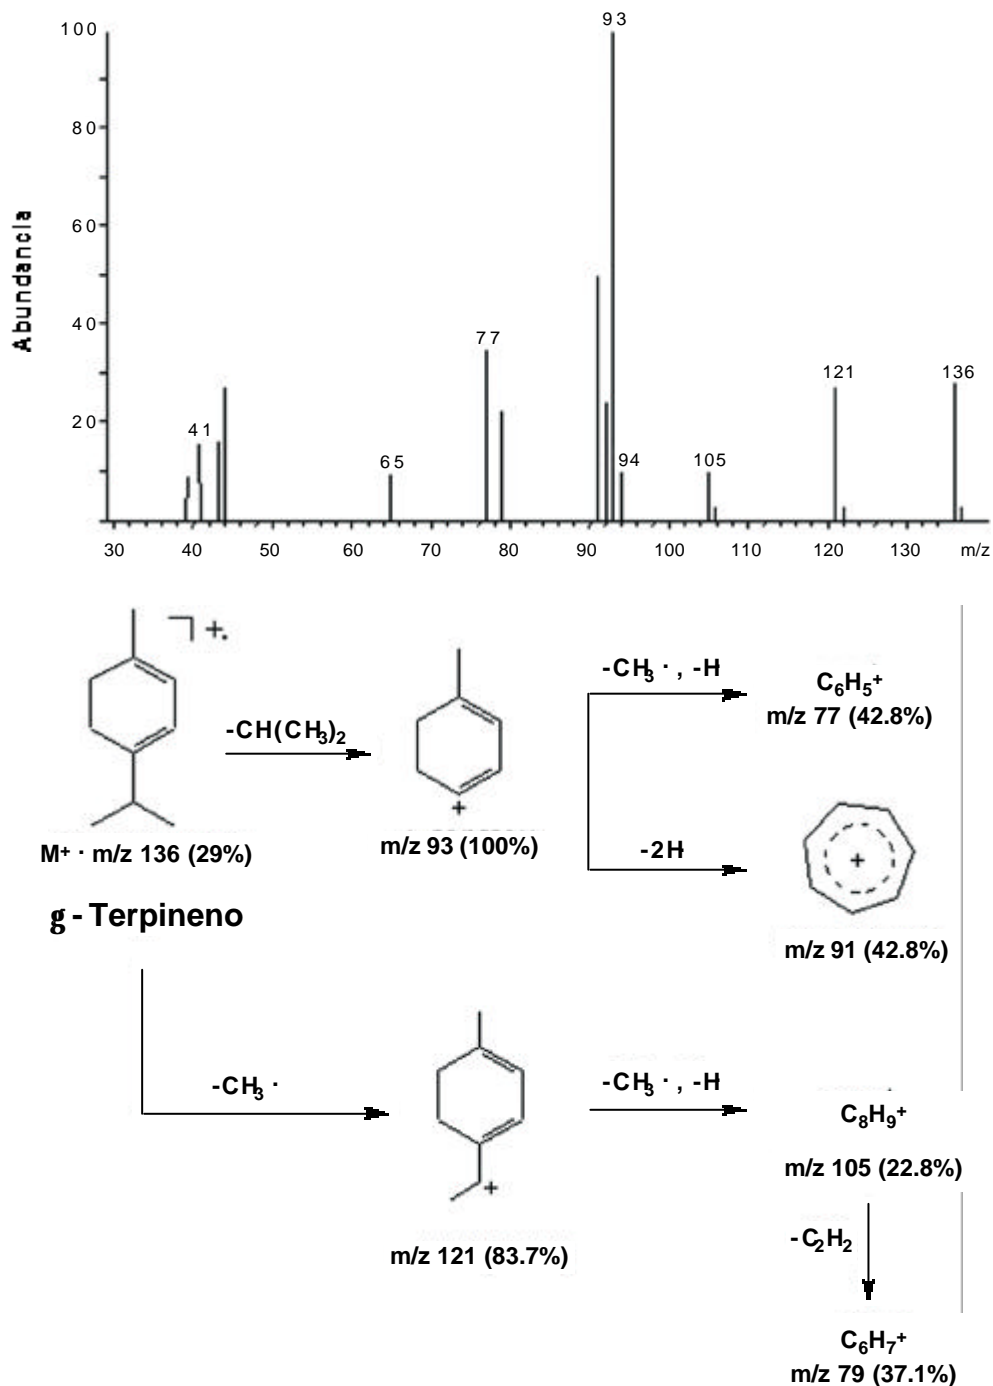 93
100
80
60
40
20
Abundancia
41
65
77
94
105
121
136
30 40 50 60 70 80 90 100 110 120 130 m/z
+.
-CH(CH3)2
M+ · m/z 136 (29%)
g - Terpineno
+
m/z 93 (100%)
-CH3 · , -H
C6H5+
m/z 77 (42.8%)
-2H
+
m/z 91 (42.8%)
-CH3 ·
+
m/z 121 (83.7%)
-CH3 · , -H
C8H9+
m/z 105 (22.8%)
-C2H2
C6H7+
m/z 79 (37.1%)